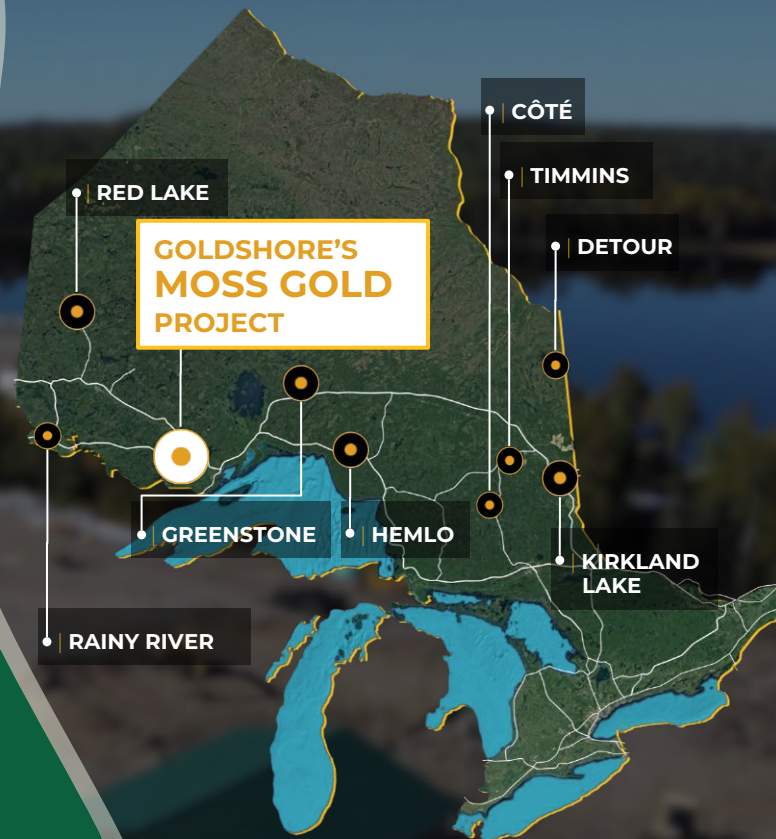 CÔTÉ
TIMMINS
RED LAKE
DETOUR
GOLDSHORE'S
MOSS GOLD
PROJECT
GREENSTONE
HEMLO
KIRKLAND
LAKE
RAINY RIVER